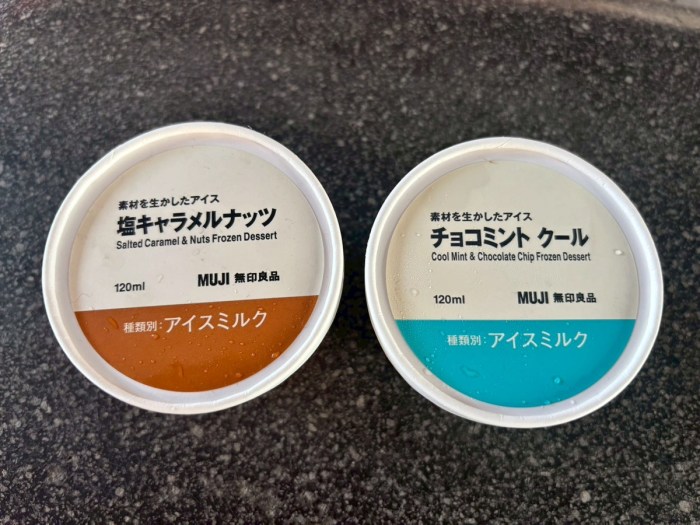 素材を生かしたアイス
塩キャラメルナッツ
Salted Caramel & Nuts Frozen Dessert
120ml
MUJI 無印良品
種類別:アイスミルク
素材を生かしたアイス
チョコミント クール
Cool Mint & Chocolate Chip Frozen Dessert
120ml
MUJI 無印良品
種類別:アイスミルク